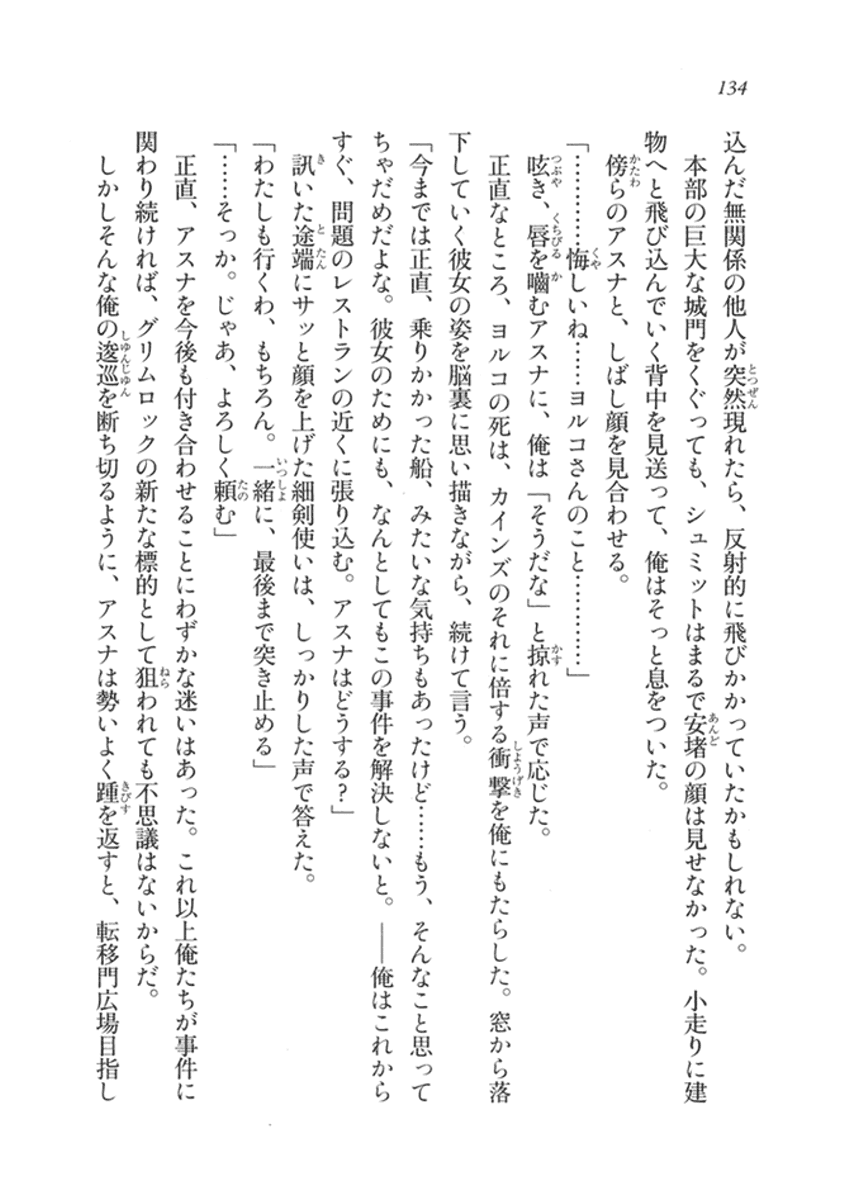 134
込んだ無関係の他人が突然現れたら、反射的に飛びかかっていたかもしれない。
本部の巨大な城門をくぐっても、シュミットはまるで安堵の顔は見せなかった。小走りに建
物へと飛び込んでいく背中を見送って、俺はそっと息をついた。
傍らのアスナと、しばし顔を見合わせる。
「…………悔しいね……ヨルコさんのこと…………」
呟き、唇を嚙むアスナに、俺は「そうだな」と掠れた声で応じた。
正直なところ、ヨルコの死は、カインズのそれに倍する衝撃を俺にもたらした。窓から落
下していく彼女の姿を脳裏に思い描きながら、続けて言う。
「今までは正直、乗りかかった船、みたいな気持ちもあったけど……もう、そんなこと思って
ちゃだめだよな。彼女のためにも、なんとしてもこの事件を解決しないと。――俺はこれから
すぐ、問題のレストランの近くに張り込む。アスナはどうする?」
訊いた途端にサッと顔を上げた細剣使いは、しっかりした声で答えた。
「わたしも行くわ、もちろん。一緒に、最後まで突き止める」
「……そっか。じゃあ、よろしく頼む」
正直、アスナを今後も付き合わせることにわずかな迷いはあった。これ以上俺たちが事件に
関わり続ければ、グリムロックの新たな標的として狙われても不思議はないからだ。
しかしそんな俺の逡巡を断ち切るように、アスナは勢いよく踵を返すと、転移門広場目指し